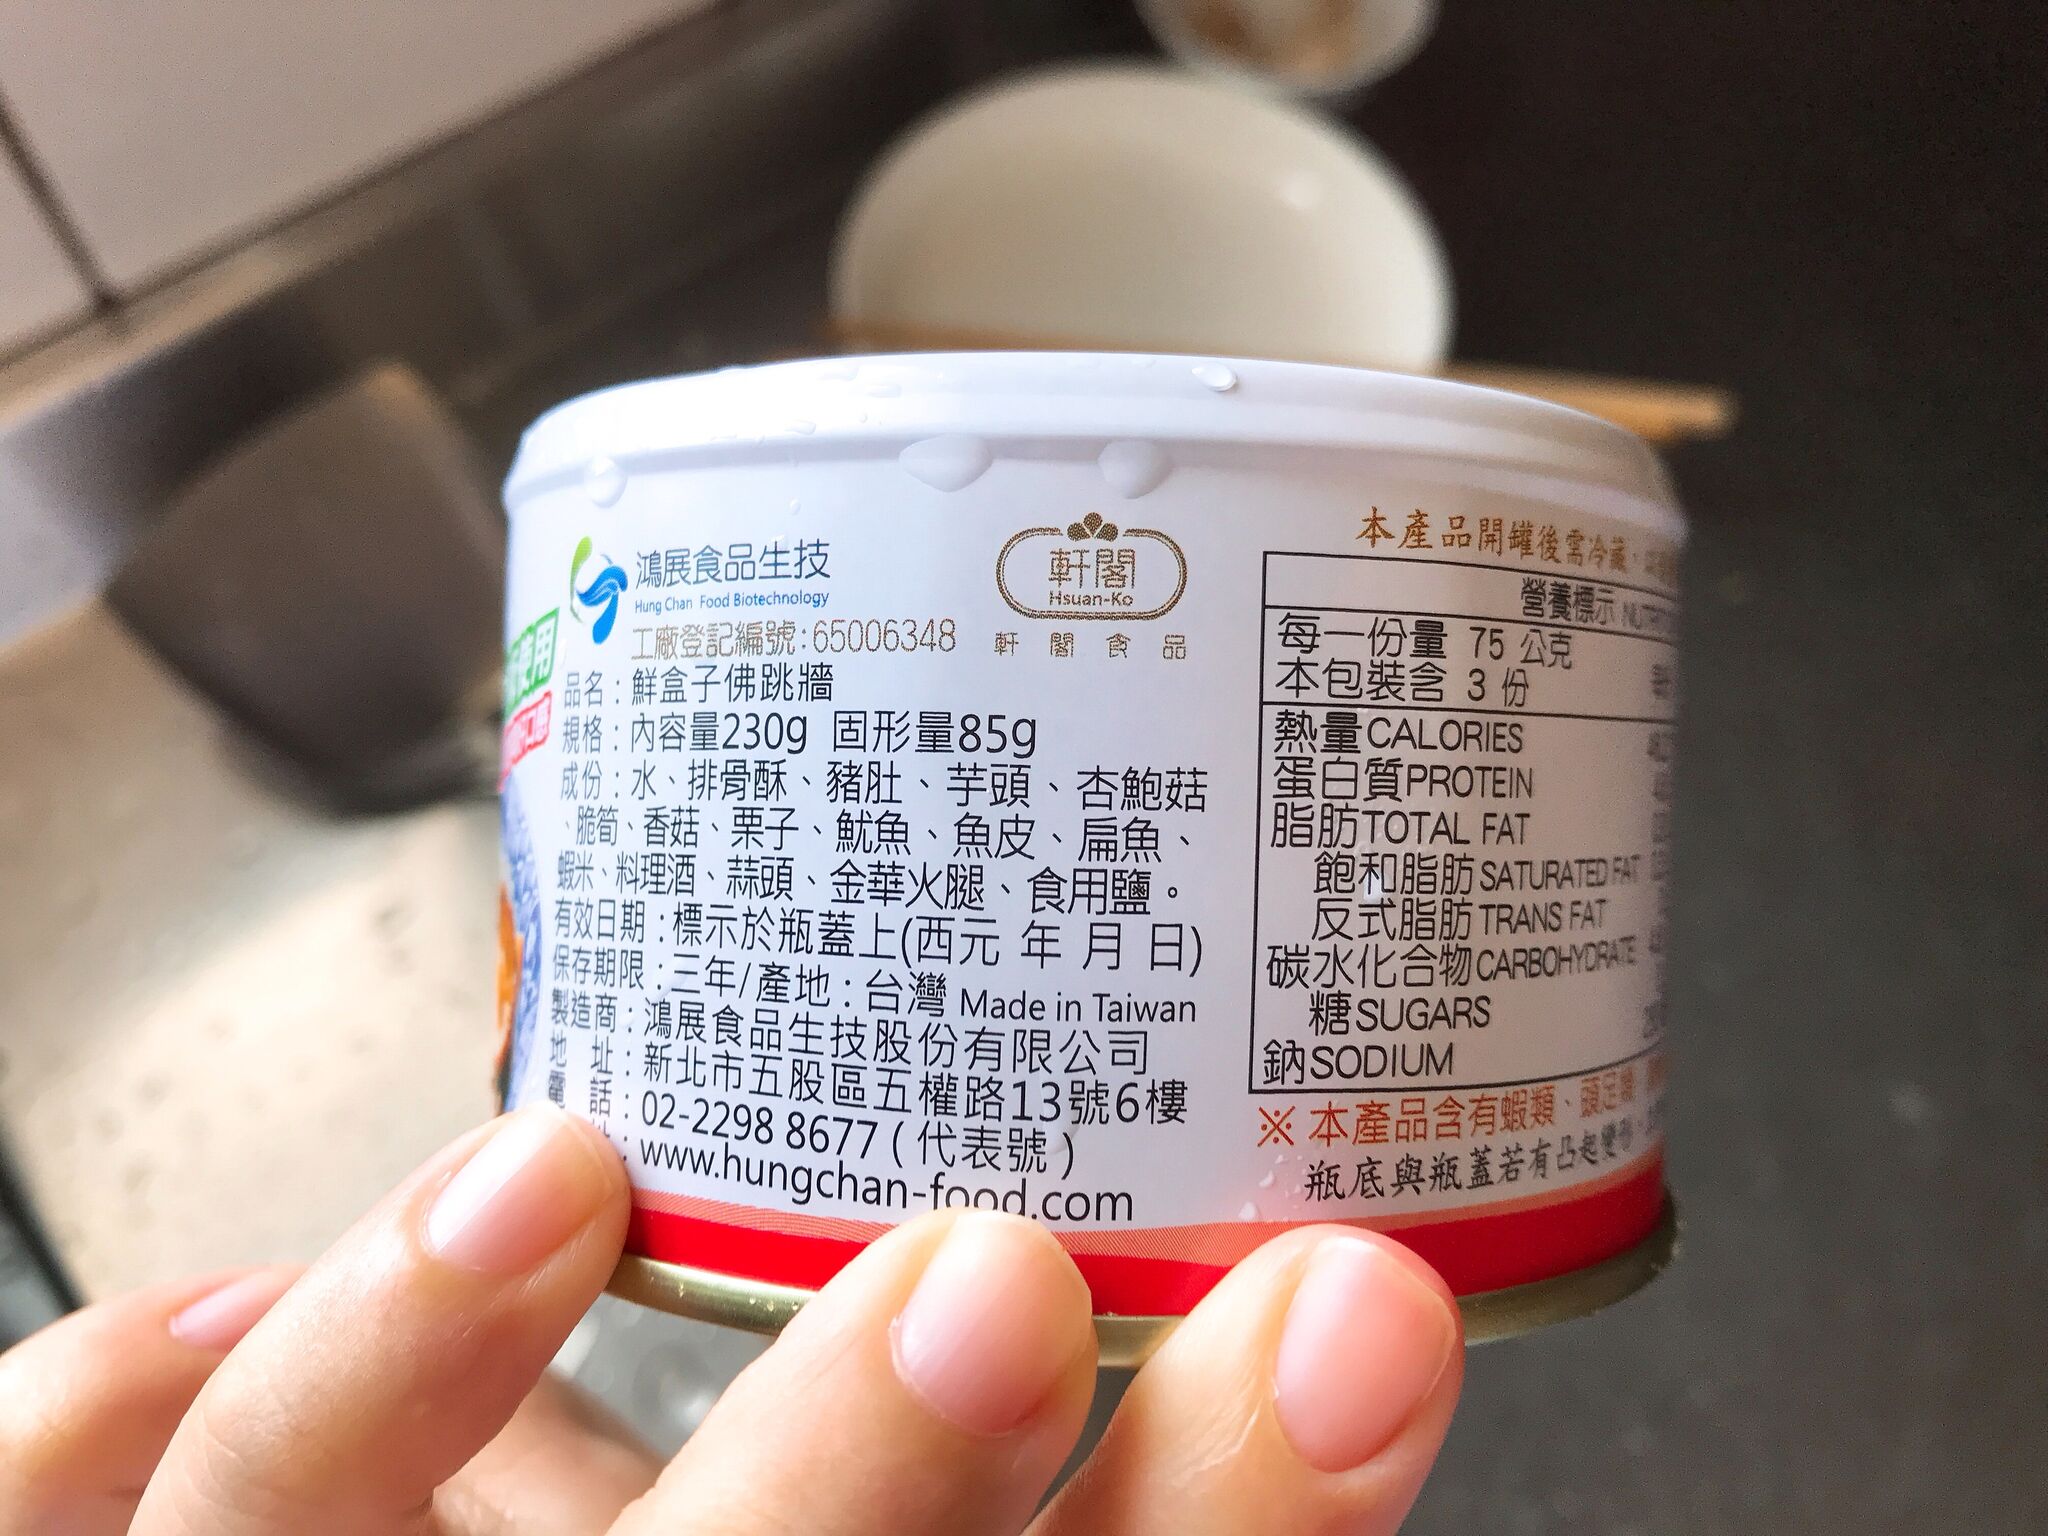 鴻展食品生技
Hung Chan Food Biotechnology
工廠登記編號:65006348
軒閣
Hsuan-Ko
軒閣食品
品名:鮮盒子佛跳牆
規格:內容量230g 固形量85g
成份:水、排骨酥、豬肚、芋頭、杏鮑菇
、脆筍、香菇、栗子、魷魚、魚皮、扁魚、
蝦米、料理酒、蒜頭、金華火腿、食用鹽。
有效日期:標示於瓶蓋上(西元 年 月 日)
保存期限:三年/產地:台灣 Made in Taiwan
製造商:鴻展食品生技股份有限公司
地 址:新北市五股區五權路13號6樓
電 話:02-2298 8677(代表號)
www.hungchan-food.com
使用
本產品開罐後需冷藏,
營養標示
每一份量 75 公克
本包裝含 3 份
熱量CALORIES
蛋白質PROTEIN
脂肪TOTAL FAT
飽和脂肪SATURATED FAT
反式脂肪TRANS FAT
碳水化合物CARBOHYDRATE
糖SUGARS
鈉SODIUM
※本產品含有蝦類、頭足類
瓶底與瓶蓋若有凸起變形